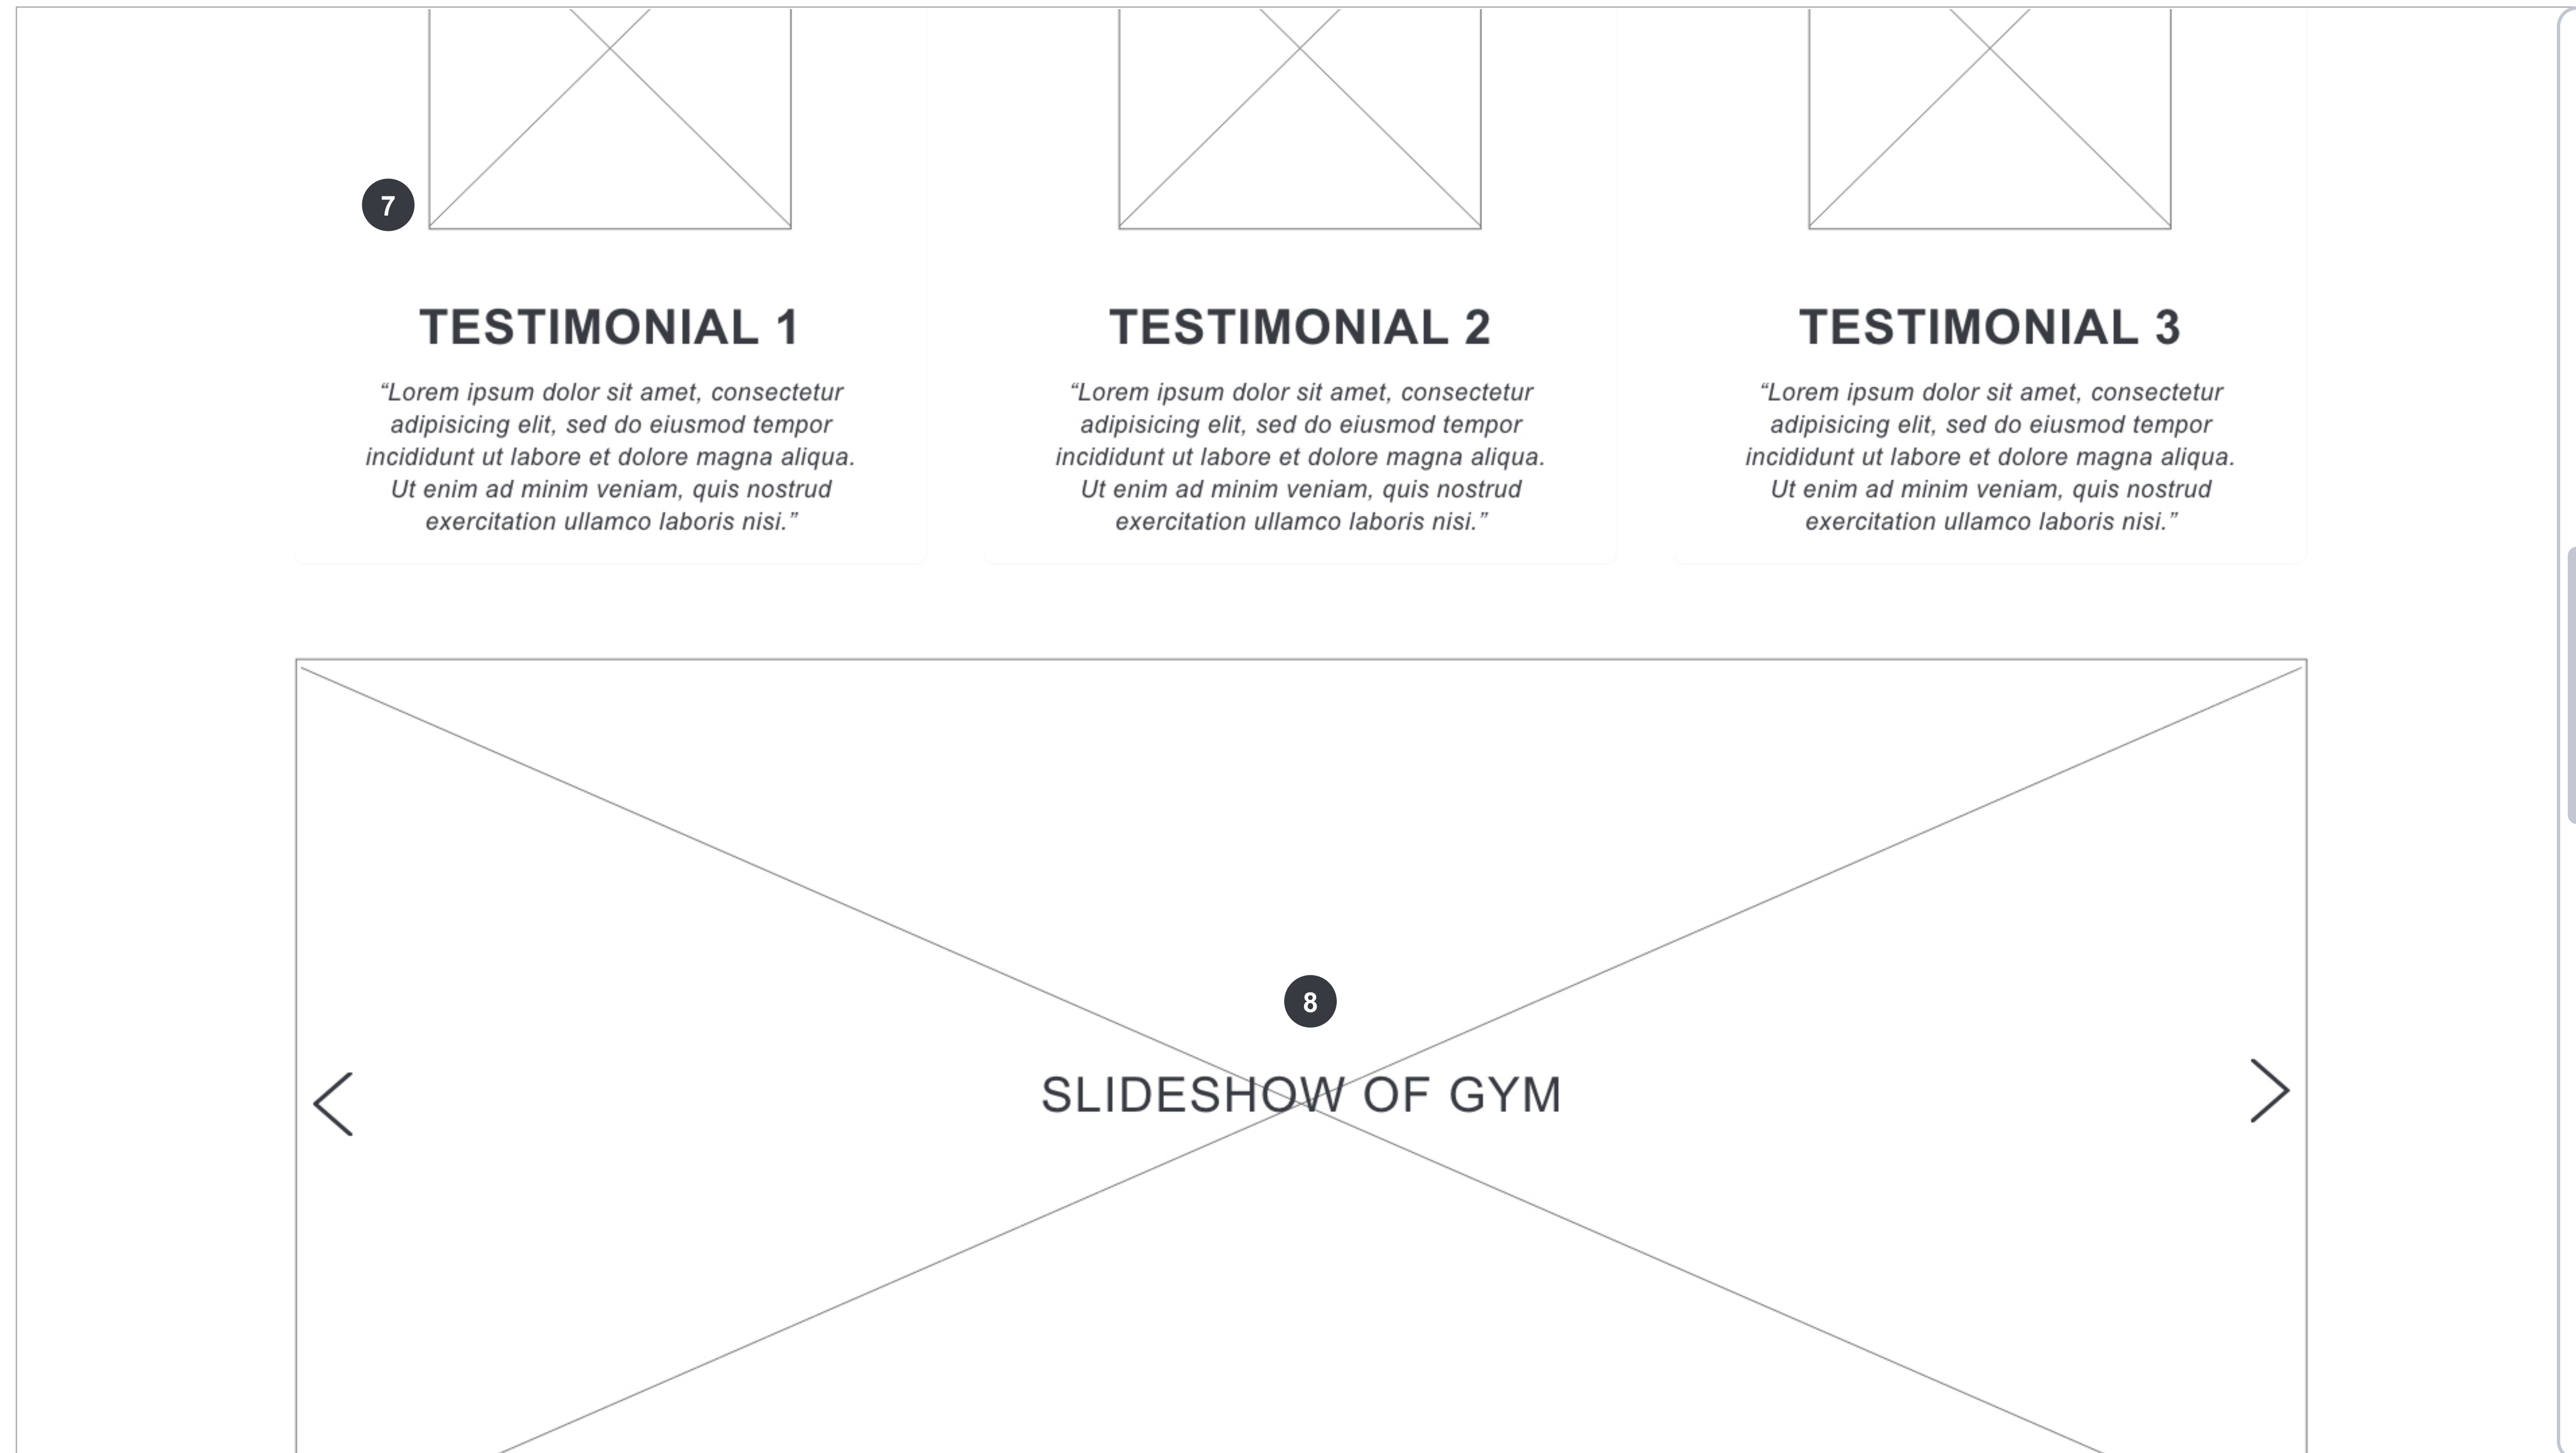 7
TESTIMONIAL 1
“Lorem ipsum dolor sit amet, consectetur
adipisicing elit, sed do eiusmod tempor
incididunt ut labore et dolore magna aliqua.
Ut enim ad minim veniam, quis nostrud
exercitation ullamco laboris nisi.”
TESTIMONIAL 2
“Lorem ipsum dolor sit amet, consectetur
adipisicing elit, sed do eiusmod tempor
incididunt ut labore et dolore magna aliqua.
Ut enim ad minim veniam, quis nostrud
exercitation ullamco laboris nisi.”
TESTIMONIAL 3
“Lorem ipsum dolor sit amet, consectetur
adipisicing elit, sed do eiusmod tempor
incididunt ut labore et dolore magna aliqua.
Ut enim ad minim veniam, quis nostrud
exercitation ullamco laboris nisi.”
8
SLIDESHOW OF GYM